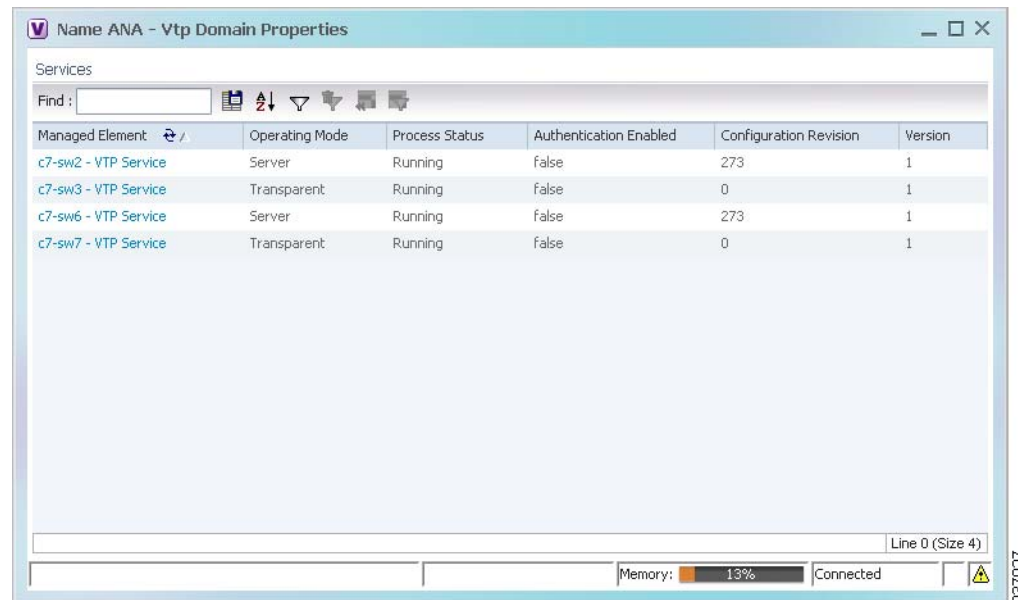 V Name ANA - Vtp Domain Properties
Services
Find :
Managed Element Operating Mode Process Status Authentication Enabled Configuration Revision Version
c7-sw2 - VTP Service Server Running false 273 1
c7-sw3 - VTP Service Transparent Running false 0 1
c7-sw6 - VTP Service Server Running false 273 1
c7-sw7 - VTP Service Transparent Running false 0 1
Line 0 (Size 4)
Memory: 13% Connected